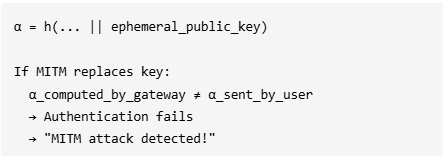 α = h(... || ephemeral_public_key)
If MITM replaces key:
α_computed_by_gateway ≠ α_sent_by_user
→ Authentication fails
→ "MITM attack detected!"